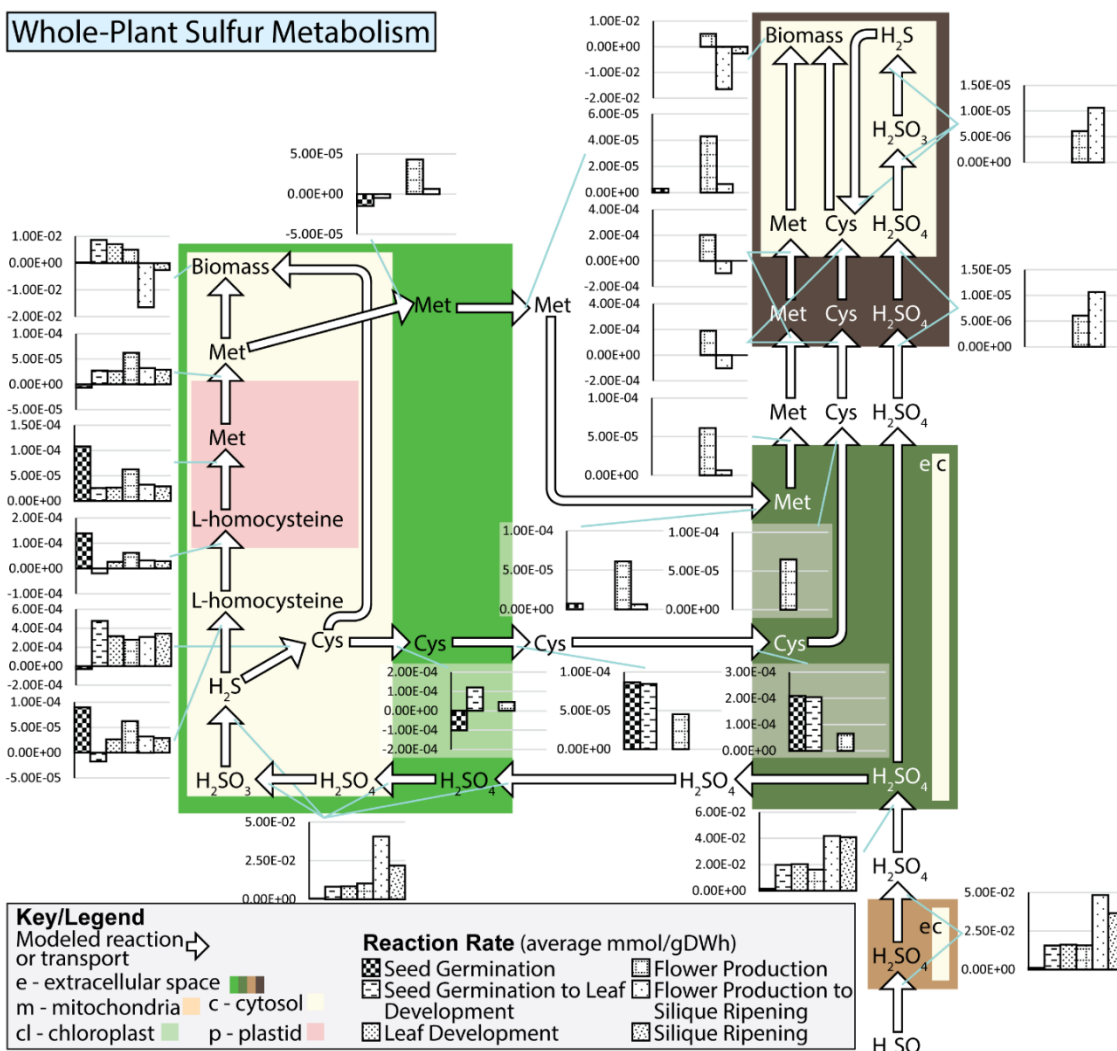 Whole-Plant Sulfur Metabolism
1.00E-02
0.00E+00
-1.00E-02
-2.00E-02
Biomass
H2S
1.50E-05
1.00E-05
5.00E-06
0.00E+00
6.00E-05
4.00E-05
2.00E-05
0.00E+00
H2SO3
5.00E-05
0.00E+00
-5.00E-05
4.00E-04
2.00E-04
0.00E+00
-2.00E-04
Met
Cys
H2SO4
1.00E-02
0.00E+00
-1.00E-02
-2.00E-02
Biomass
Met
Met
4.00E-04
2.00E-04
0.00E+00
-2.00E-04
Met
Cys
H2SO4
1.50E-05
1.00E-05
5.00E-06
0.00E+00
1.00E-04
5.00E-05
0.00E+00
-5.00E-05
Met
1.00E-04
5.00E-05
0.00E+00
Met
Cys
H2SO4
1.50E-04
1.00E-04
5.00E-05
0.00E+00
Met
e c
Met
2.00E-04
1.00E-04
0.00E+00
-1.00E-04
L-homocysteine
1.00E-04
5.00E-05
0.00E+00
1.00E-04
5.00E-05
0.00E+00
6.00E-04
4.00E-04
2.00E-04
0.00E+00
-2.00E-04
L-homocysteine
Cys
Cys
Cys
Cys
H2S
2.00E-04
1.00E-04
0.00E+00
-1.00E-04
-2.00E-04
1.00E-04
5.00E-05
0.00E+00
3.00E-04
2.00E-04
1.00E-04
0.00E+00
1.00E-04
5.00E-05
0.00E+00
-5.00E-05
H2SO3
H2SO4
H2SO4
H2SO4
H2SO4
5.00E-02
2.50E-02
0.00E+00
6.00E-02
4.00E-02
2.00E-02
0.00E+00
H2SO4
5.00E-02
2.50E-02
0.00E+00
e c
H2SO4
H2SO
Key/Legend
Modeled reaction
or transport
e - extracellular space
m - mitochondria
c - cytosol
cl - chloroplast
p - plastid
Reaction Rate (average mmol/gDWh)
Seed Germination
Seed Germination to Leaf
Development
Leaf Development
Flower Production
Flower Production to
Silique Ripening
Silique Ripening